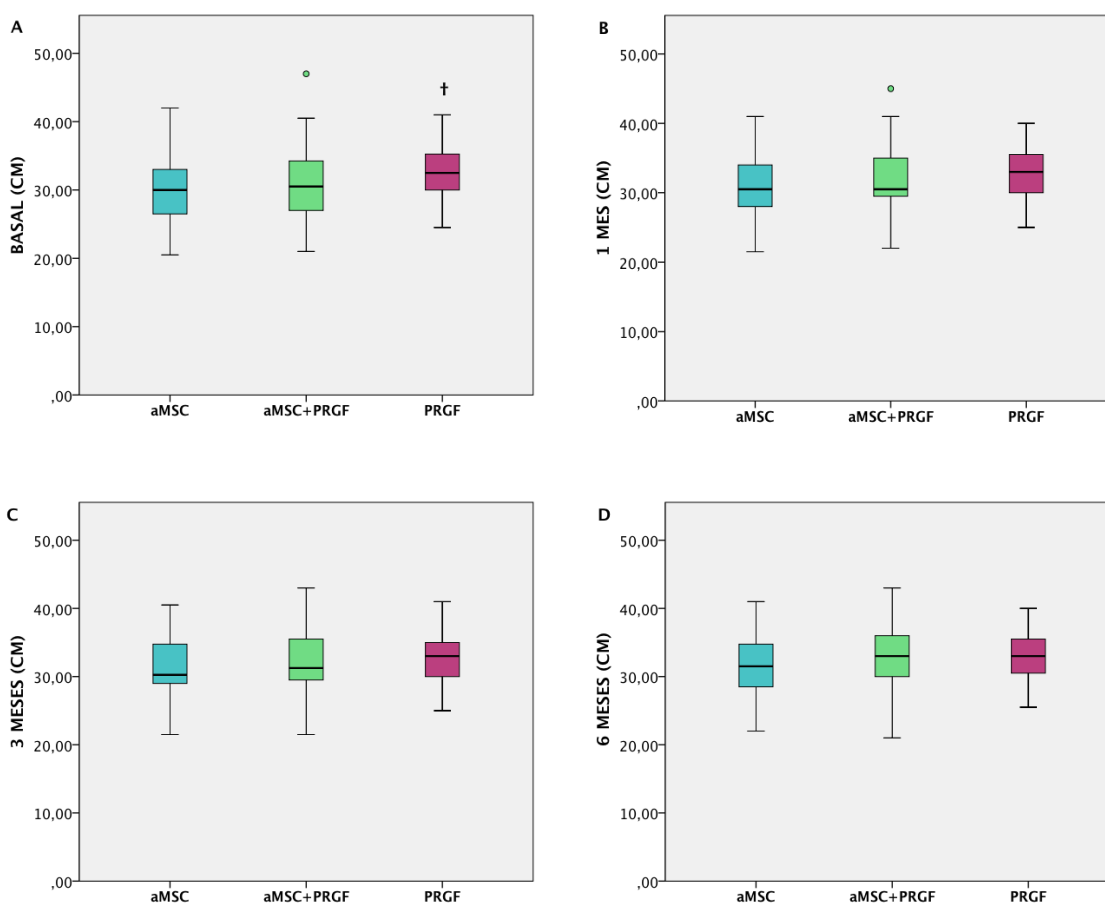 A
BASAL (CM)
50,00
†
40,00
30,00
20,00
10,00
,00
aMSC aMSC+PRGF PRGF
B
1 MES (CM)
50,00
40,00
30,00
20,00
10,00
,00
aMSC aMSC+PRGF PRGF
C
3 MESES (CM)
50,00
40,00
30,00
20,00
10,00
,00
aMSC aMSC+PRGF PRGF
D
6 MESES (CM)
50,00
40,00
30,00
20,00
10,00
,00
aMSC aMSC+PRGF PRGF